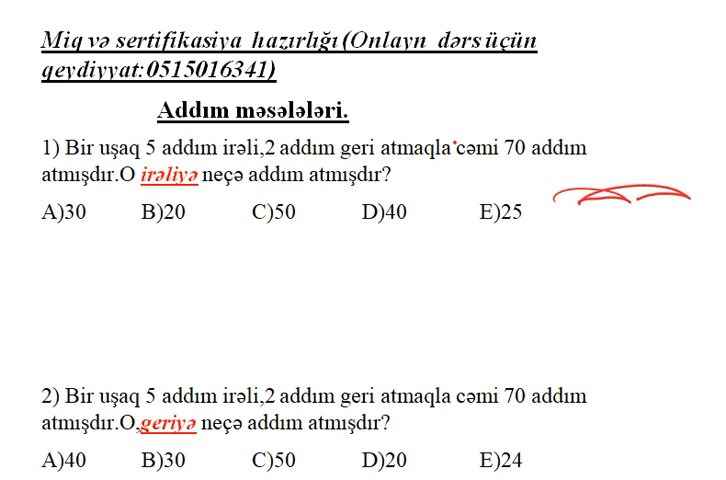 Miq və sertifikasiya hazırlığı(Onlayn dərs üçün
qeydiyyat:0515016341)
Addım məsələləri.
1) Bir uşaq 5 addım irəli,2 addım geri atmaqla cəmi 70 addım
atmışdır.O irəliyə neçə addım atmışdır?
A)30 B)20 C)50 D)40 E)25
2) Bir uşaq 5 addım irəli,2 addım geri atmaqla cəmi 70 addım
atmışdır.O,geriyə neçə addım atmışdır?
A)40 B)30 C)50 D)20 E)24